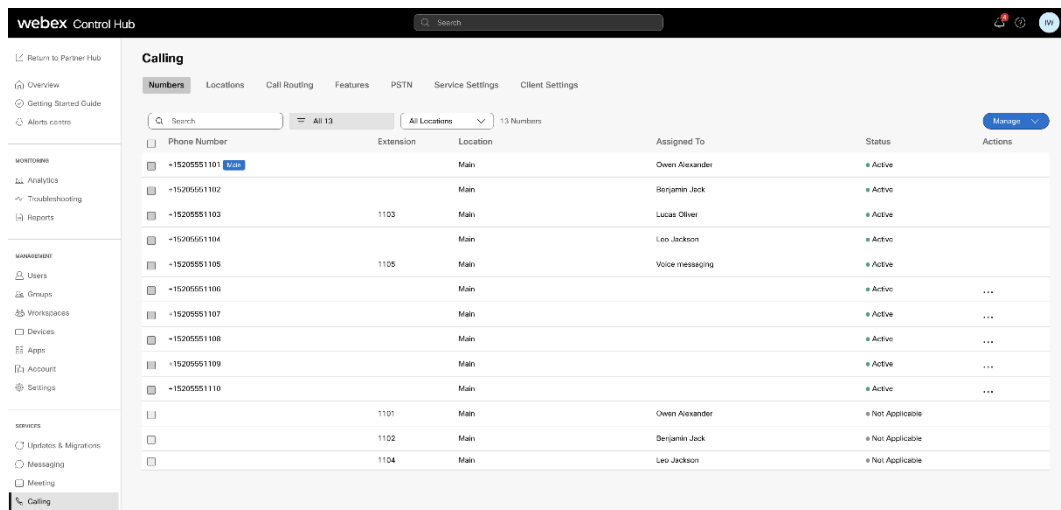 webex Control Hub
Search
4
IW
Return to Partner Hub
Overview
Getting Started Guide
Alerts centre
MONITORING
Analytics
Troubleshooting
Reports
MANAGEMENT
Users
Groups
Workspaces
Devices
Apps
Account
Settings
SERVICES
Updates & Migrations
Messaging
Meeting
Calling
Calling
Numbers Locations Call Routing Features PSTN Service Settings Client Settings
Search All 13 All Locations 13 Numbers Manage
Phone Number Extension Location Assigned To Status Actions
+15205551101 Main Main Owen Alexander Active
+15205551102 Main Benjamin Jack Active
+15205551103 1103 Main Lucas Oliver Active
+15205551104 Main Leo Jackson Active
+15205551105 1105 Main Voice messaging Active
+15205551106 Main Active ...
+15205551107 Main Active ...
+15205551108 Main Active ...
+15205551109 Main Active ...
+15205551110 Main Active ...
1101 Main Owen Alexander Not Applicable
1102 Main Benjamin Jack Not Applicable
1104 Main Leo Jackson Not Applicable